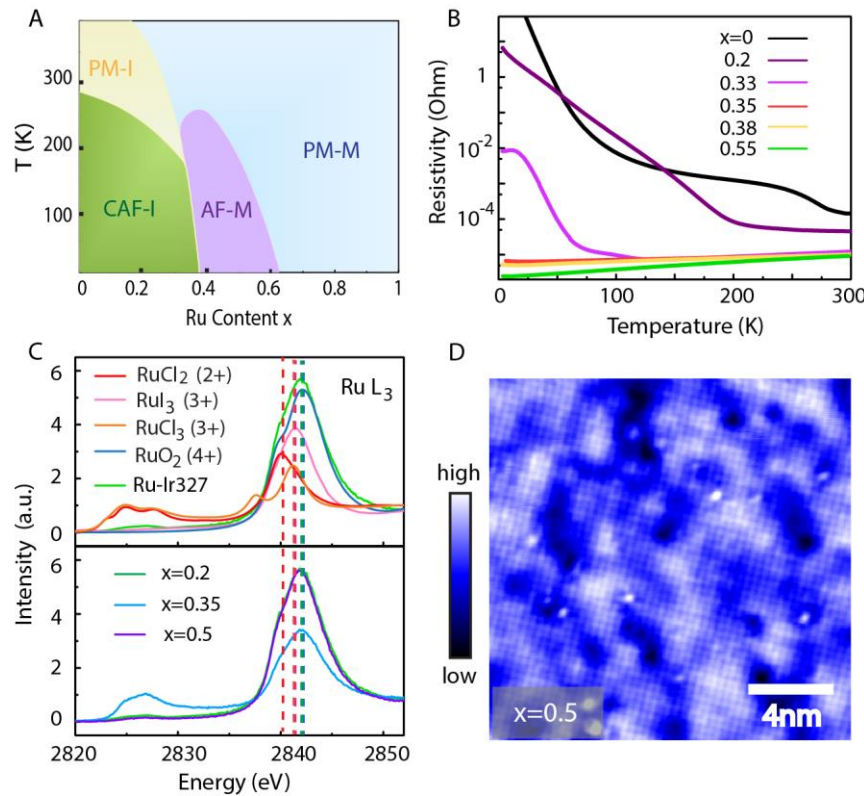 A
T (K)
300
200
100
PM-I
CAF-I
AF-M
PM-M
0
0.2
0.4
0.6
0.8
1
Ru Content x
B
Resistivity (Ohm)
1
10⁻²
10⁻⁴
x=0
0.2
0.33
0.35
0.38
0.55
0
100
200
300
Temperature (K)
C
Intensity (a.u.)
6
4
2
0
RuCl₂ (2+)
RuI₃ (3+)
RuCl₃ (3+)
RuO₂ (4+)
Ru-Ir327
Ru L₃
6
4
2
0
x=0.2
x=0.35
x=0.5
2820
2830
2840
2850
Energy (eV)
D
high
low
x=0.5
4nm